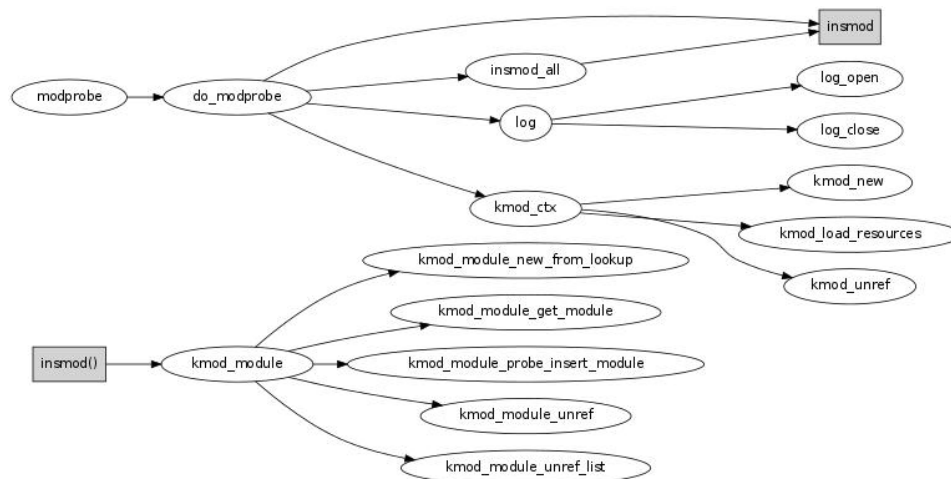 insmod
insmod_all
log_open
modprobe
do_modprobe
log
log_close
kmod_new
kmod_ctx
kmod_load_resources
kmod_module_new_from_lookup
kmod_unref
kmod_module_get_module
insmod()
kmod_module
kmod_module_probe_insert_module
kmod_module_unref
kmod_module_unref_list